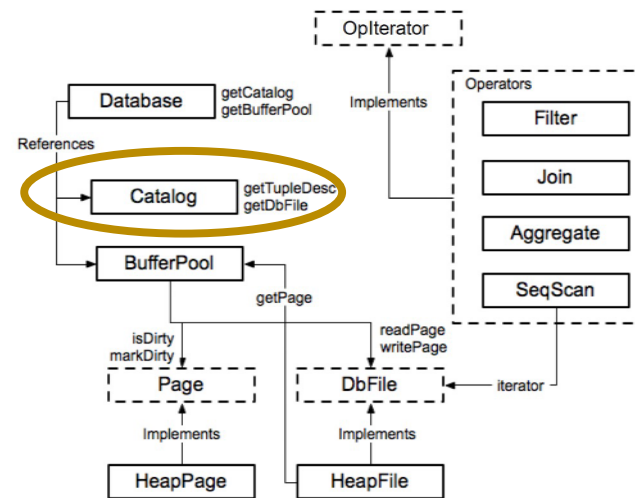 OpIterator
Operators
Database
getCatalog
getBufferPool
Implements
Filter
References
Join
Catalog
getTupleDesc
getDbFile
Aggregate
BufferPool
SeqScan
getPage
isDirty
markDirty
readPage
writePage
Page
DbFile
iterator
Implements
Implements
HeapPage
HeapFile